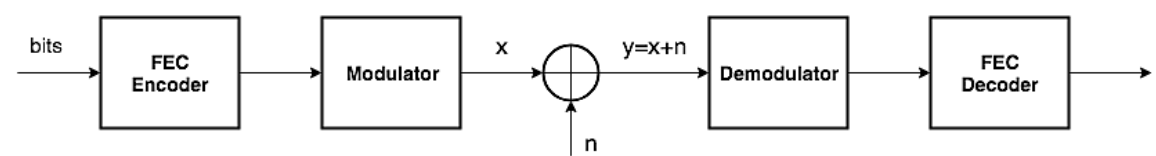 bits
FEC
Encoder
Modulator
x
y=x+n
n
Demodulator
FEC
Decoder